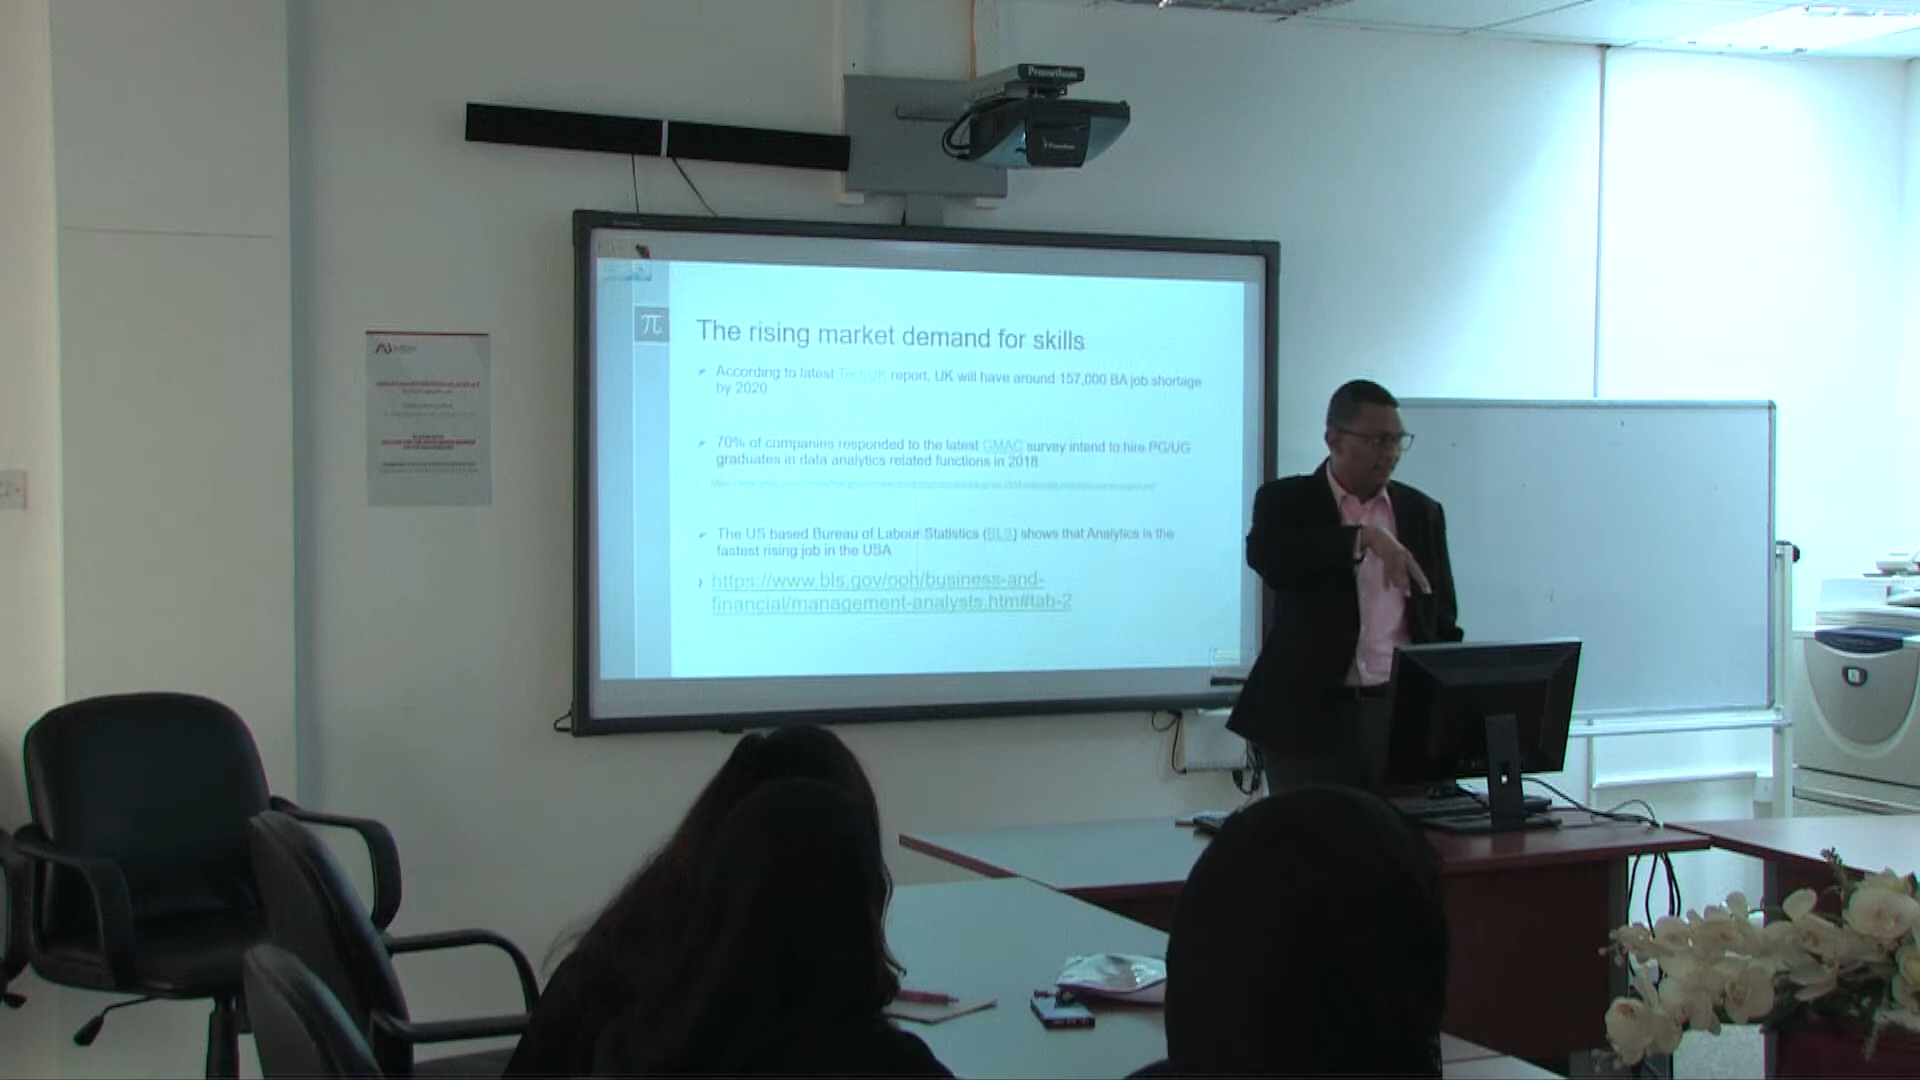 Promethean
π
The rising market demand for skills
According to latest TechUK report, UK will have around 157,000 BA job shortage
by 2020
70% of companies responded to the latest GMAC survey intend to hire PG/UG
graduates in data analytics related functions in 2018
The US based Bureau of Labour Statistics (BLS) shows that Analytics is the
fastest rising job in the USA
https://www.bls.gov/ooh/business-and-
financial/management-analysts.htm#tab-2